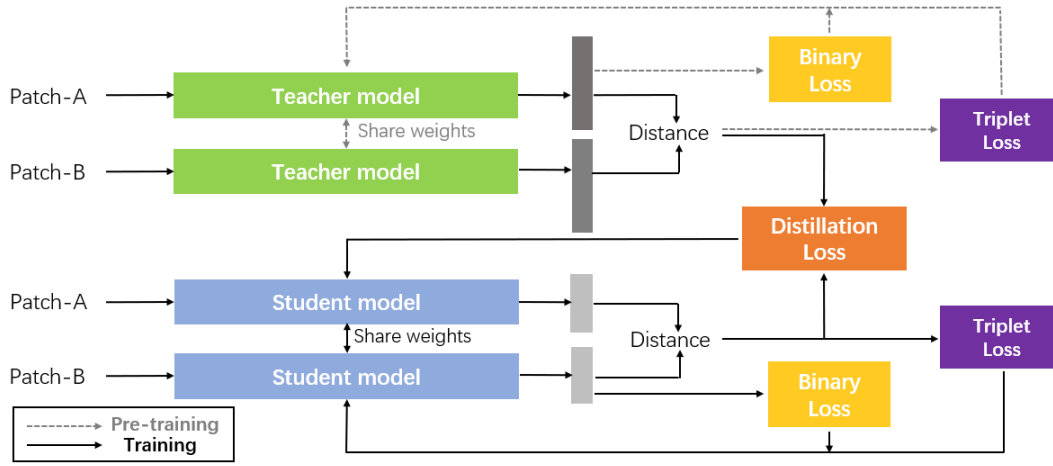 Binary
Loss
Patch-A
Teacher model
Share weights
Distance
Triplet
Loss
Patch-B
Teacher model
Distillation
Loss
Patch-A
Student model
Share weights
Distance
Triplet
Loss
Patch-B
Student model
Binary
Loss
Pre-training
Training